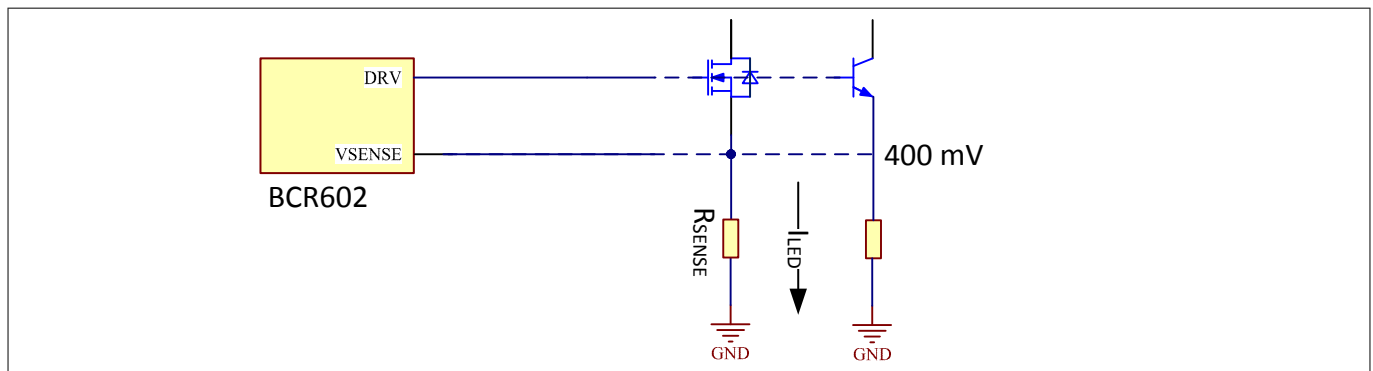 DRV
VSENSE
400 mV
BCR602
RSENSE
ILED
GND
GND